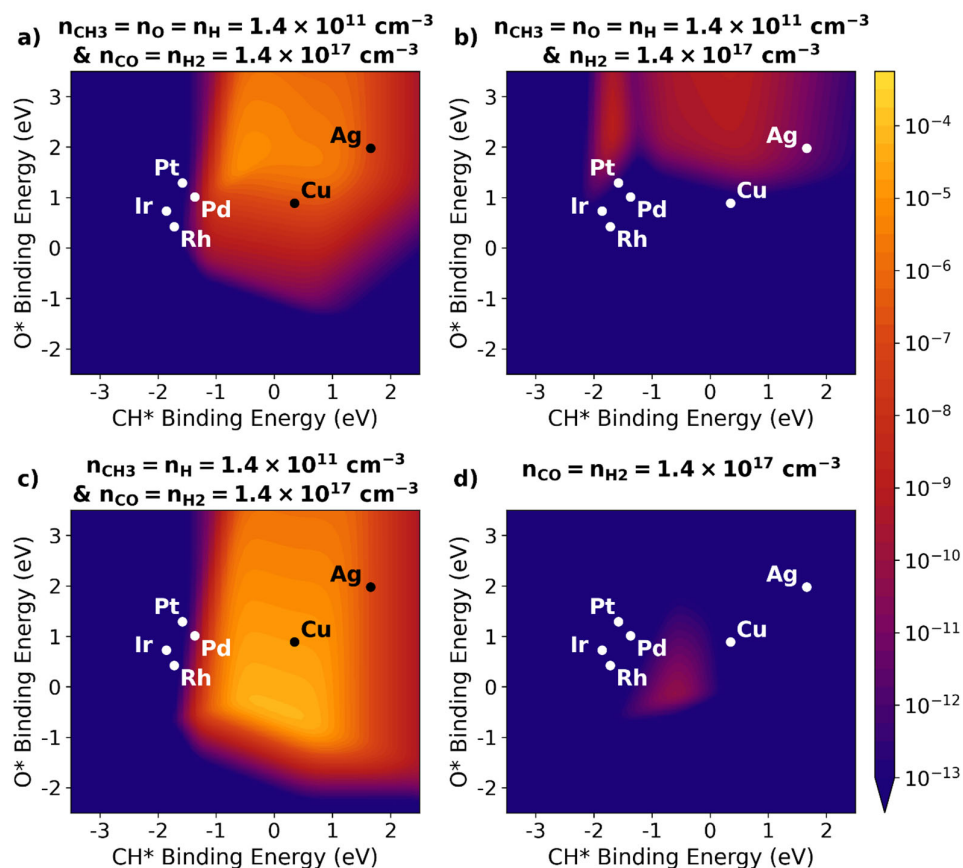 a) n_CH3 = n_O = n_H = 1.4 × 10^11 cm^−3
& n_CO = n_H2 = 1.4 × 10^17 cm^−3
O* Binding Energy (eV)
3
2
1
0
-1
-2
Pt
Ir
Pd
Rh
Cu
Ag
-3 -2 -1 0 1 2
CH* Binding Energy (eV)
b) n_CH3 = n_O = n_H = 1.4 × 10^11 cm^−3
& n_H2 = 1.4 × 10^17 cm^−3
O* Binding Energy (eV)
3
2
1
0
-1
-2
Pt
Ir
Pd
Rh
Cu
Ag
-3 -2 -1 0 1 2
CH* Binding Energy (eV)
c) n_CH3 = n_H = 1.4 × 10^11 cm^−3
& n_CO = n_H2 = 1.4 × 10^17 cm^−3
O* Binding Energy (eV)
3
2
1
0
-1
-2
Pt
Ir
Pd
Rh
Cu
Ag
-3 -2 -1 0 1 2
CH* Binding Energy (eV)
d) n_CO = n_H2 = 1.4 × 10^17 cm^−3
O* Binding Energy (eV)
3
2
1
0
-1
-2
Pt
Ir
Pd
Rh
Cu
Ag
-3 -2 -1 0 1 2
CH* Binding Energy (eV)
10^−4
10^−5
10^−6
10^−7
10^−8
10^−9
10^−10
10^−11
10^−12
10^−13